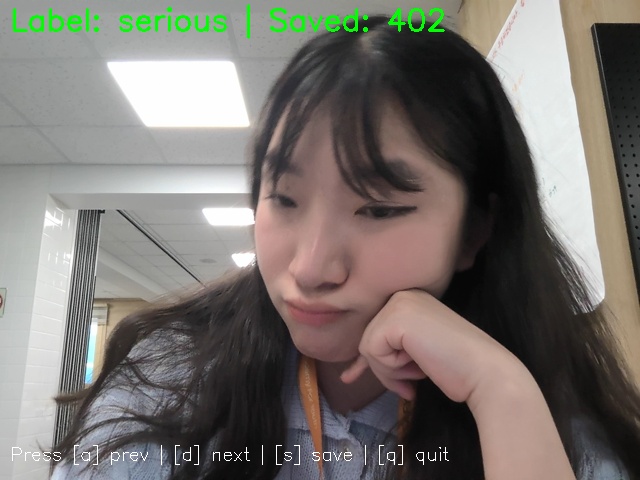 Label: serious | Saved: 402
Press [a] prev | [d] next | [s] save | [q] quit